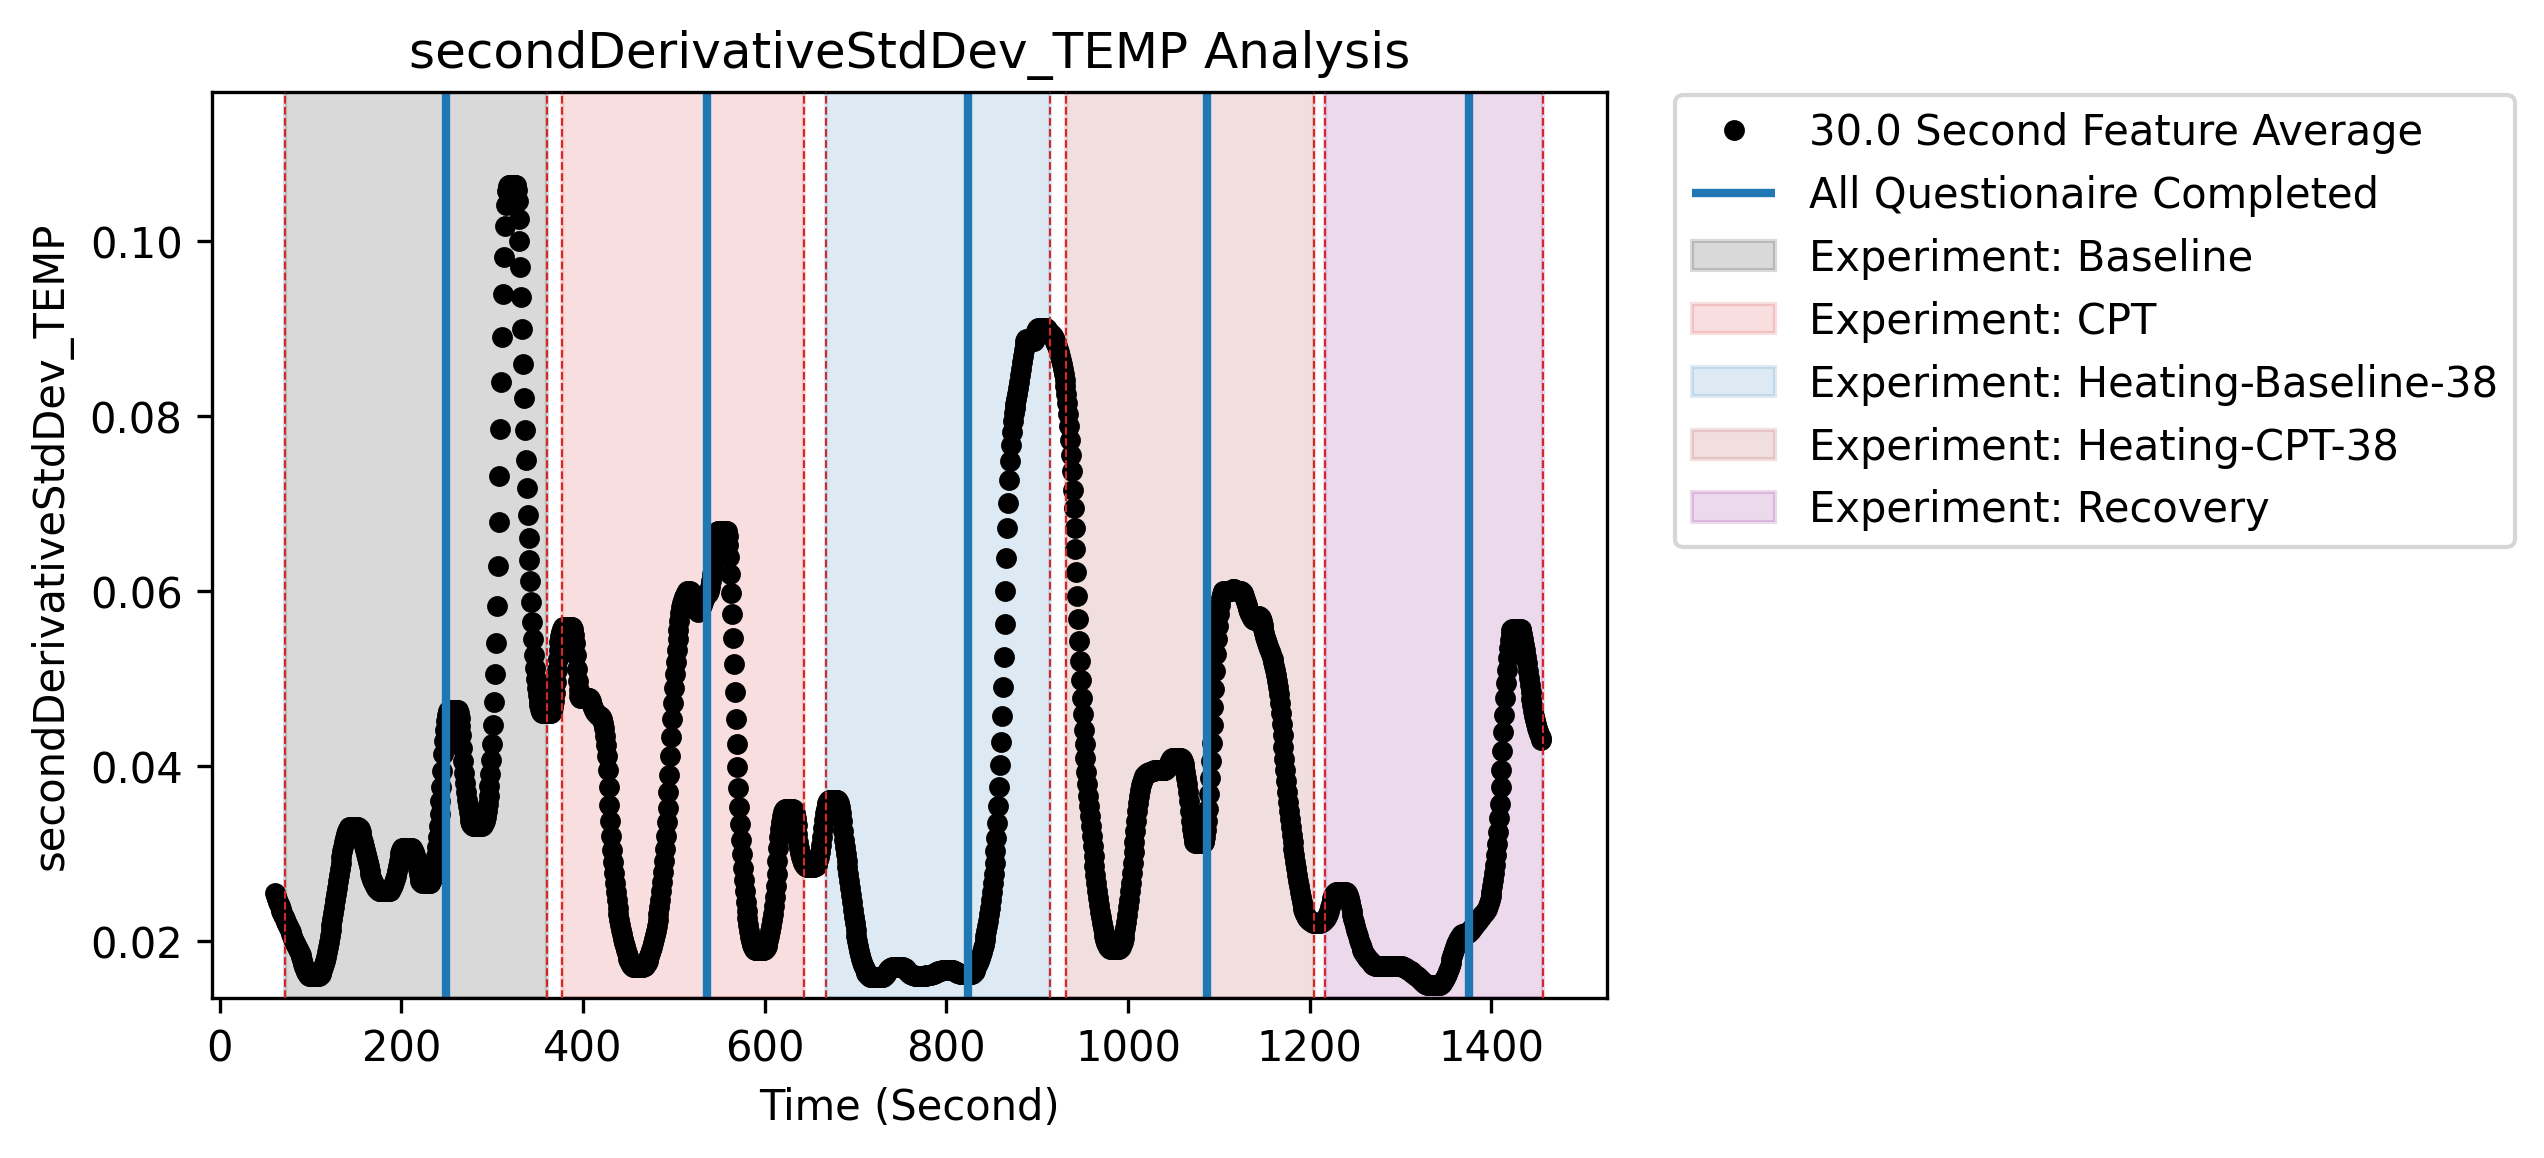 secondDerivativeStdDev_TEMP Analysis
secondDerivativeStdDev_TEMP
0.10
0.08
0.06
0.04
0.02
0 200 400 600 800 1000 1200 1400
Time (Second)
30.0 Second Feature Average
All Questionaire Completed
Experiment: Baseline
Experiment: CPT
Experiment: Heating-Baseline-38
Experiment: Heating-CPT-38
Experiment: Recovery